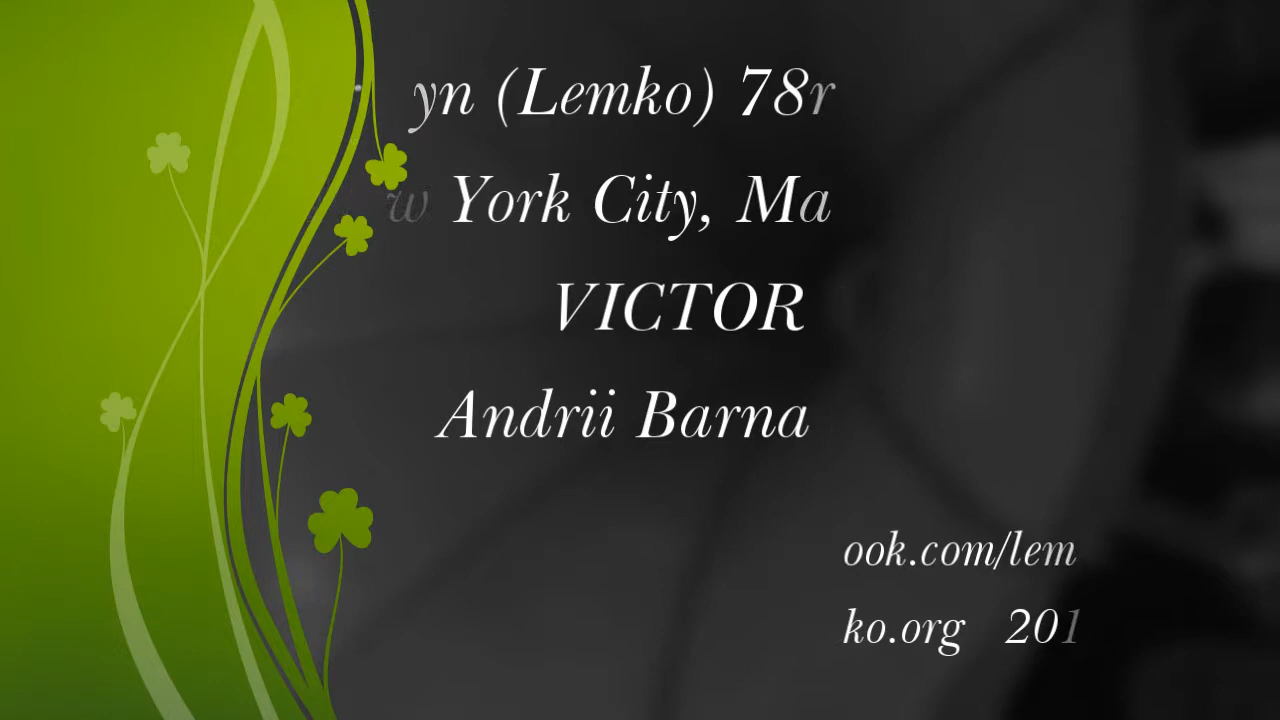 yn (Lemko) 78r
w York City, Ma
VICTOR
Andrii Barna
ook.com/lem
ko.org 201